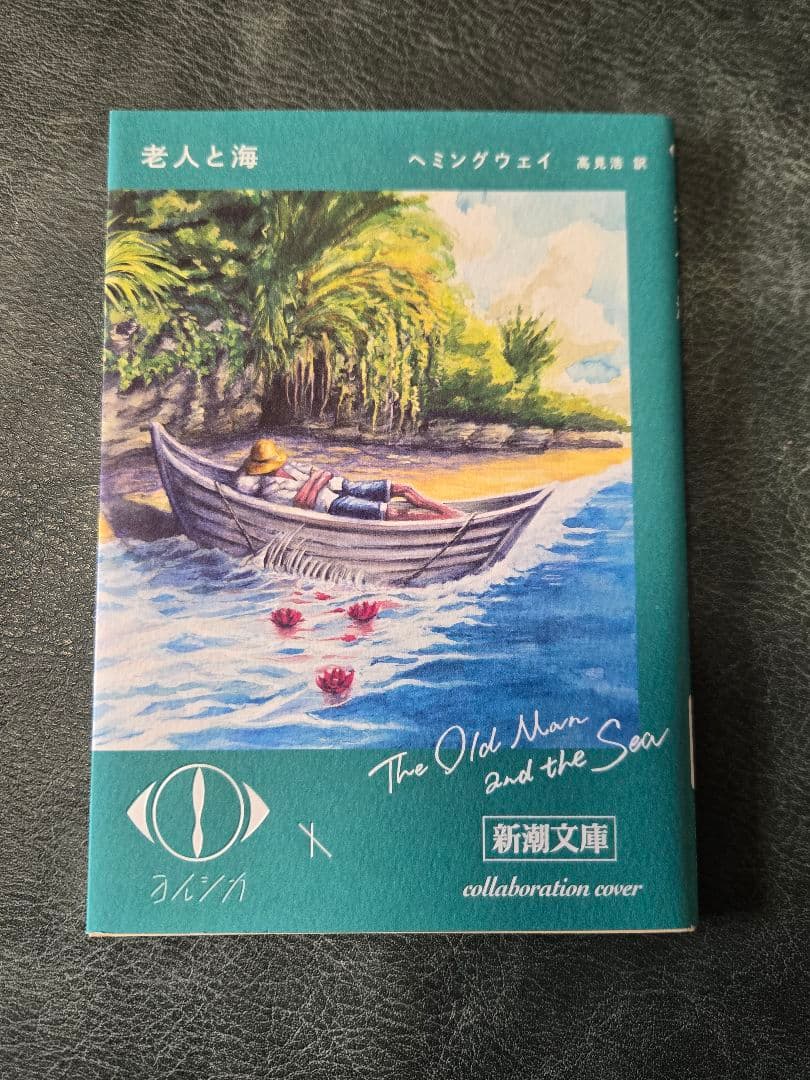 老人と海
ヘミングウェイ 高見浩 訳
The Old Man
and the Sea
ヨルシカ
×
新潮文庫
collaboration cover